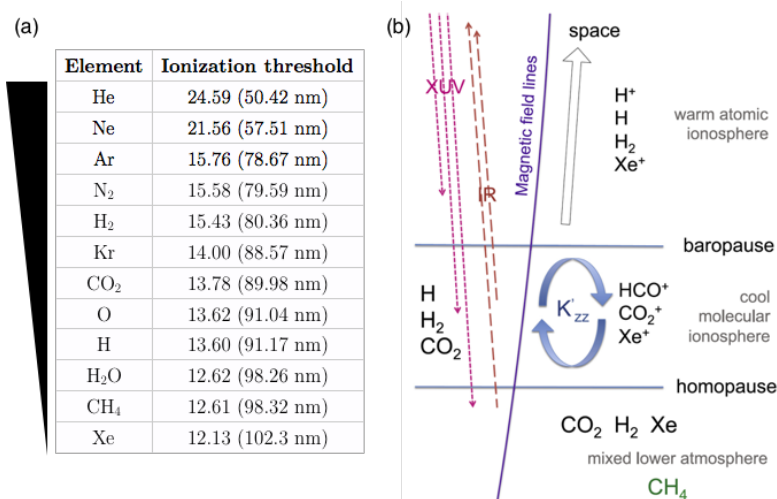 (a)
Element Ionization threshold
He 24.59 (50.42 nm)
Ne 21.56 (57.51 nm)
Ar 15.76 (78.67 nm)
N₂ 15.58 (79.59 nm)
H₂ 15.43 (80.36 nm)
Kr 14.00 (88.57 nm)
CO₂ 13.78 (89.98 nm)
O 13.62 (91.04 nm)
H 13.60 (91.17 nm)
H₂O 12.62 (98.26 nm)
CH₄ 12.61 (98.32 nm)
Xe 12.13 (102.3 nm)
(b)
space
XUV
IR
Magnetic field lines
H⁺
H
H₂
Xe⁺
warm atomic
ionosphere
baropause
H
H₂
CO₂
K'zz
HCO⁺
CO₂⁺
Xe⁺
cool
molecular
ionosphere
homopause
CO₂ H₂ Xe
mixed lower atmosphere
CH₄